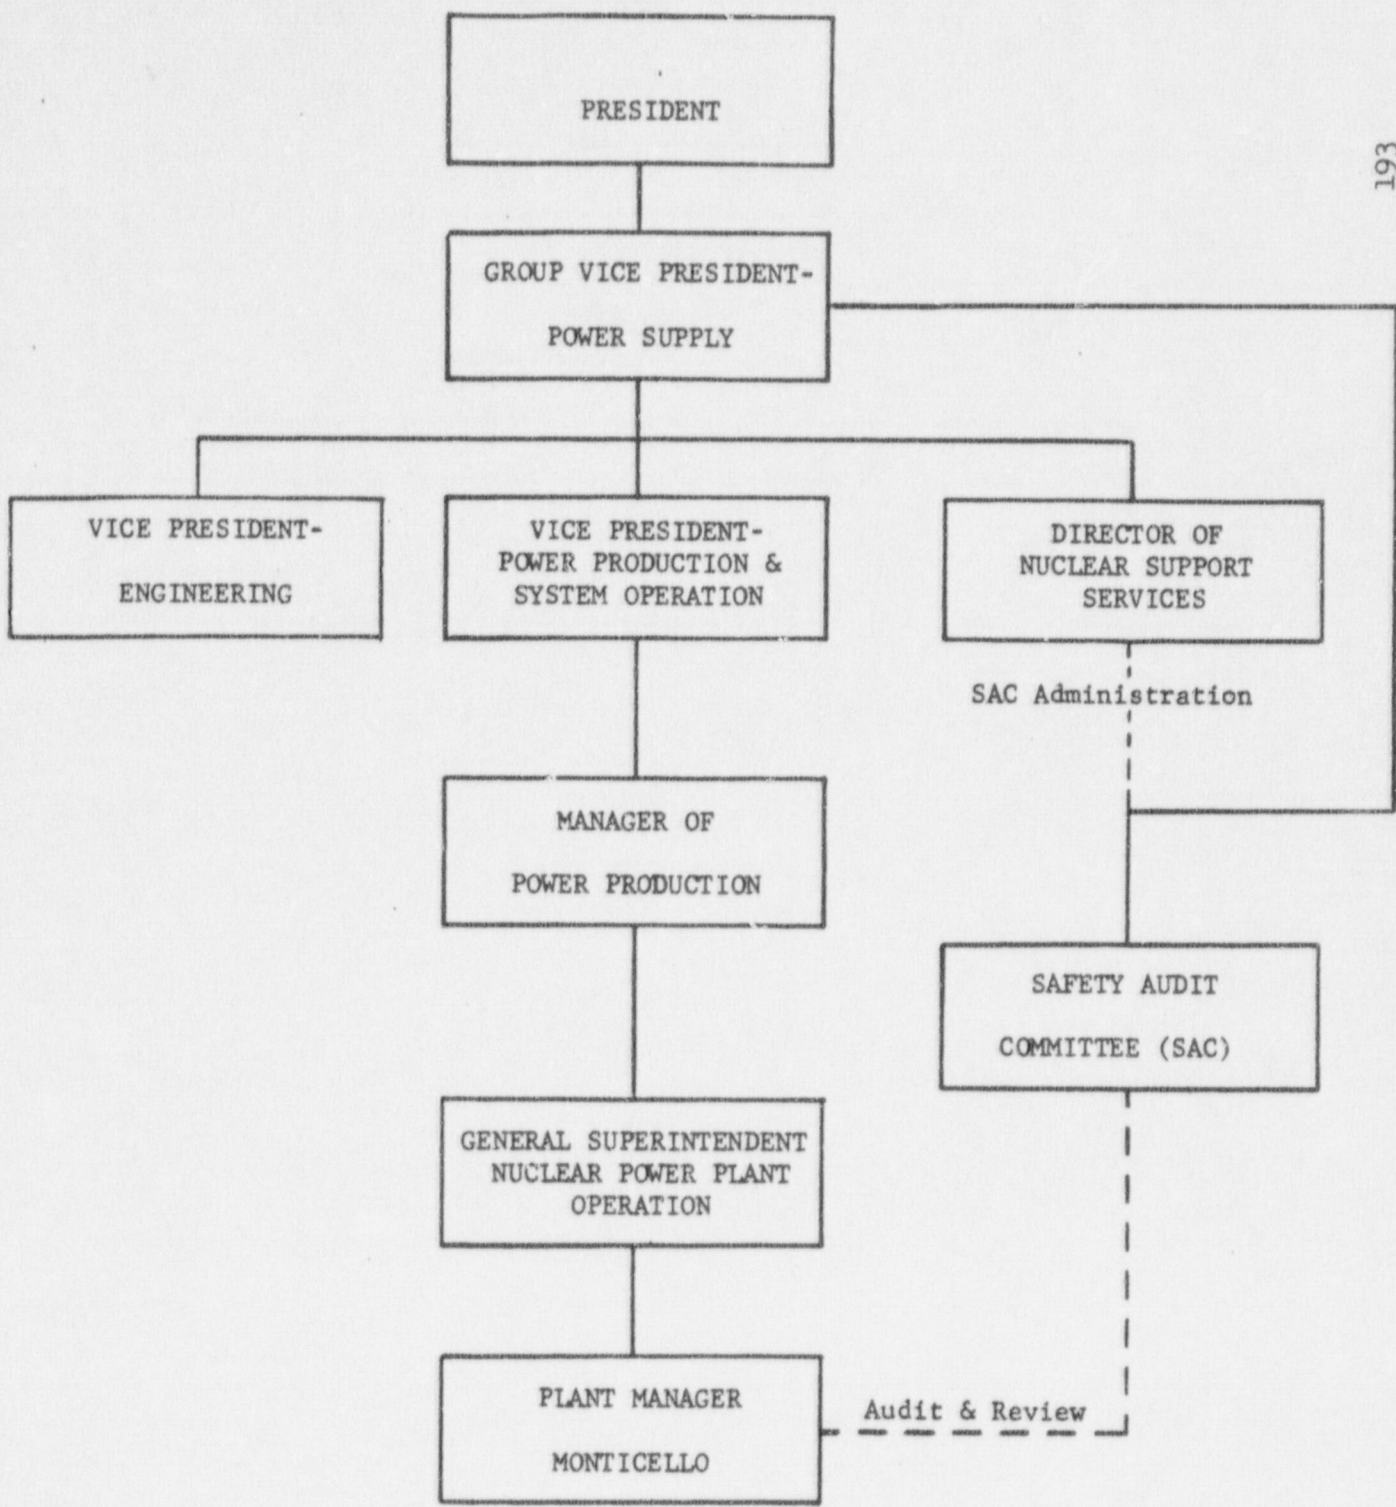 193
PRESIDENT
GROUP VICE PRESIDENT-
POWER SUPPLY
VICE PRESIDENT-
ENGINEERING
VICE PRESIDENT-
POWER PRODUCTION &
SYSTEM OPERATION
DIRECTOR OF
NUCLEAR SUPPORT
SERVICES
SAC Administration
MANAGER OF
POWER PRODUCTION
SAFETY AUDIT
COMMITTEE (SAC)
GENERAL SUPERINTENDENT
NUCLEAR POWER PLANT
OPERATION
PLANT MANAGER
MONTICELLO
Audit & Review